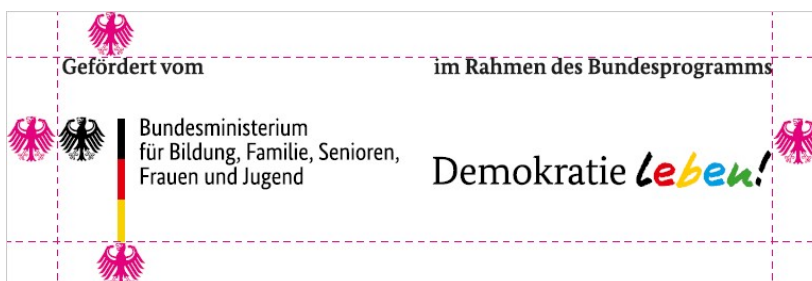 Gefördert vom
im Rahmen des Bundesprogramms
Bundesministerium
für Bildung, Familie, Senioren,
Frauen und Jugend
Demokratie leben!